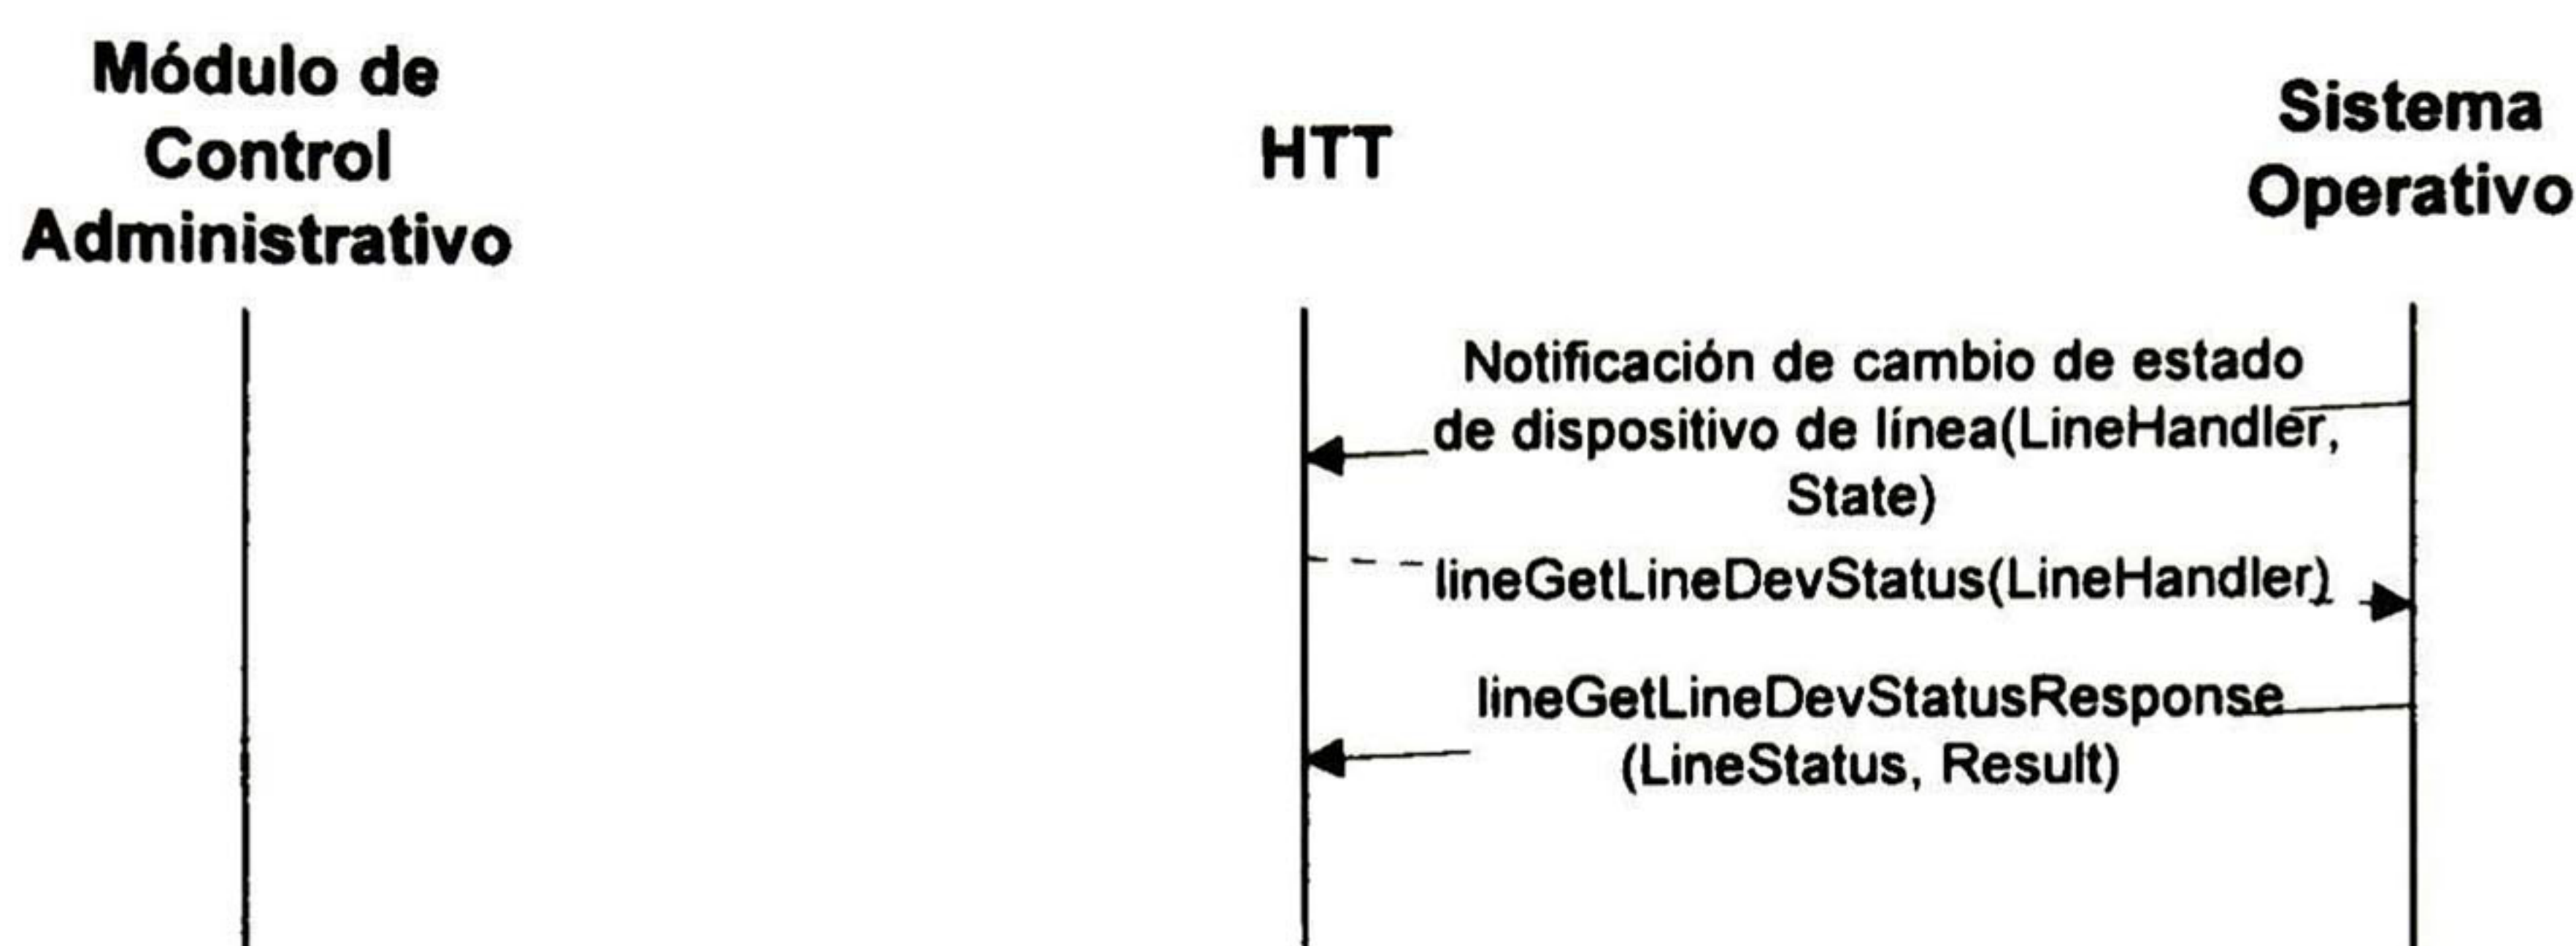 Módulo de
Control
Administrativo
HTT
Sistema
Operativo
Notificación de cambio de estado
de dispositivo de línea(LineHandler,
State)
lineGetLineDevStatus(LineHandler)
lineGetLineDevStatusResponse
(LineStatus, Result)